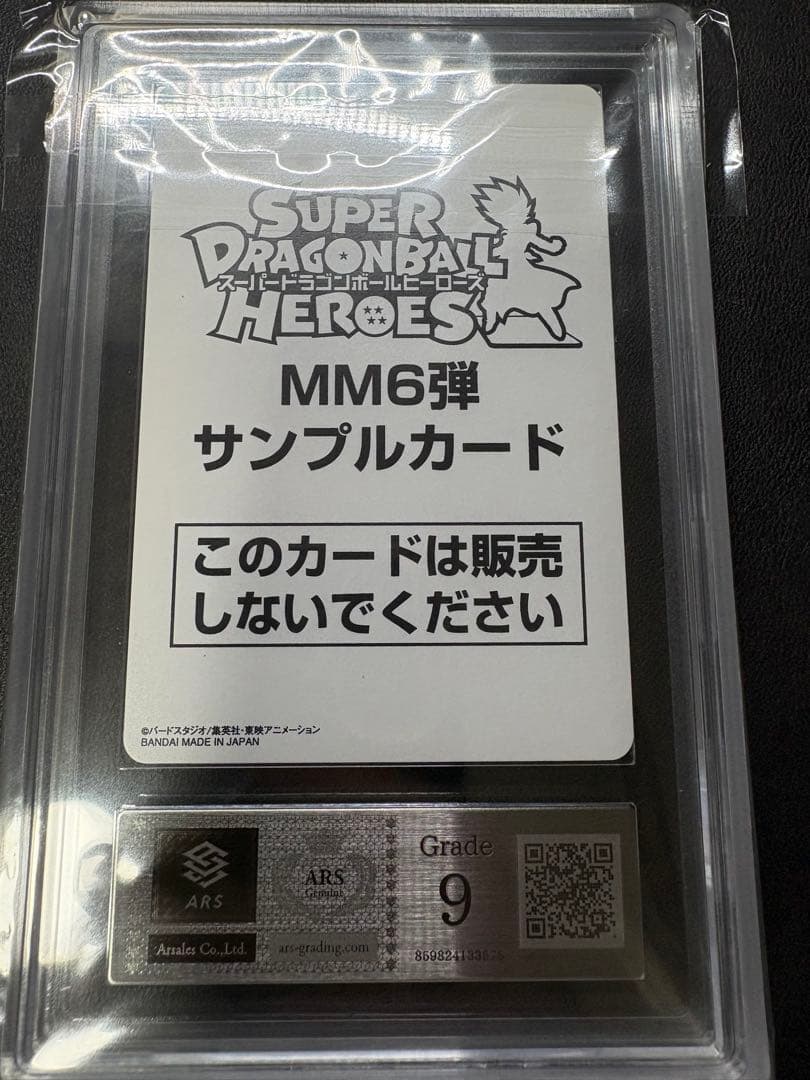 SUPER
DRAGONBALL
スーパードラゴンボールヒーローズ
HEROES
MM6弾
サンプルカード
このカードは販売
しないでください
©バードスタジオ/集英社・東映アニメーション
BANDAI MADE IN JAPAN
ARS
Arsales Co.,Ltd.
ARS
Genuine
ars-grading.com
Grade
9